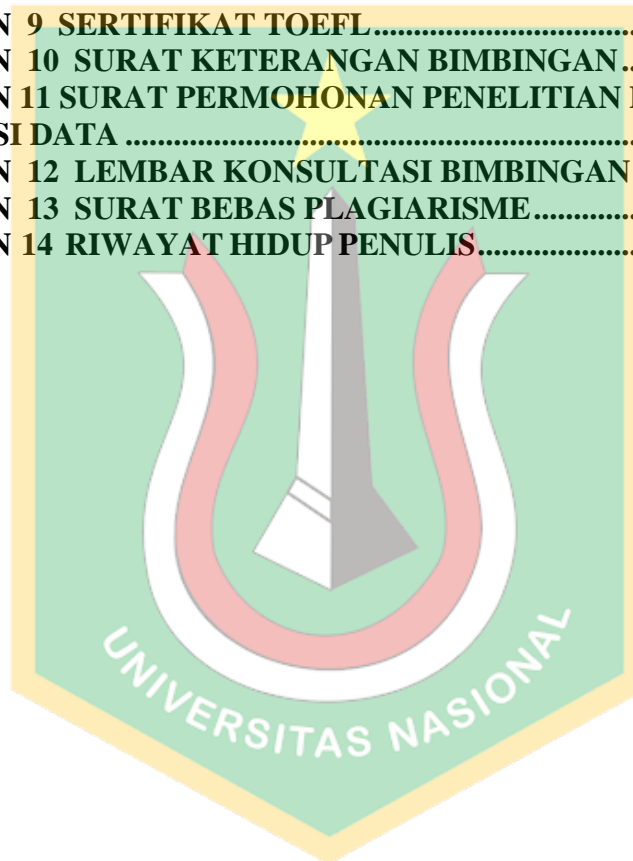 N 9 SERTIFIKAT TOEFL....................................
N 10 SURAT KETERANGAN BIMBINGAN..
N 11 SURAT PERMOHONAN PENELITIAN
SI DATA ....................................................................
N 12 LEMBAR KONSULTASI BIMBINGAN
N 13 SURAT BEBAS PLAGIARISME...............
N 14 RIWAYAT HIDUP PENULIS......................
UNIVERSITAS NASIONAL